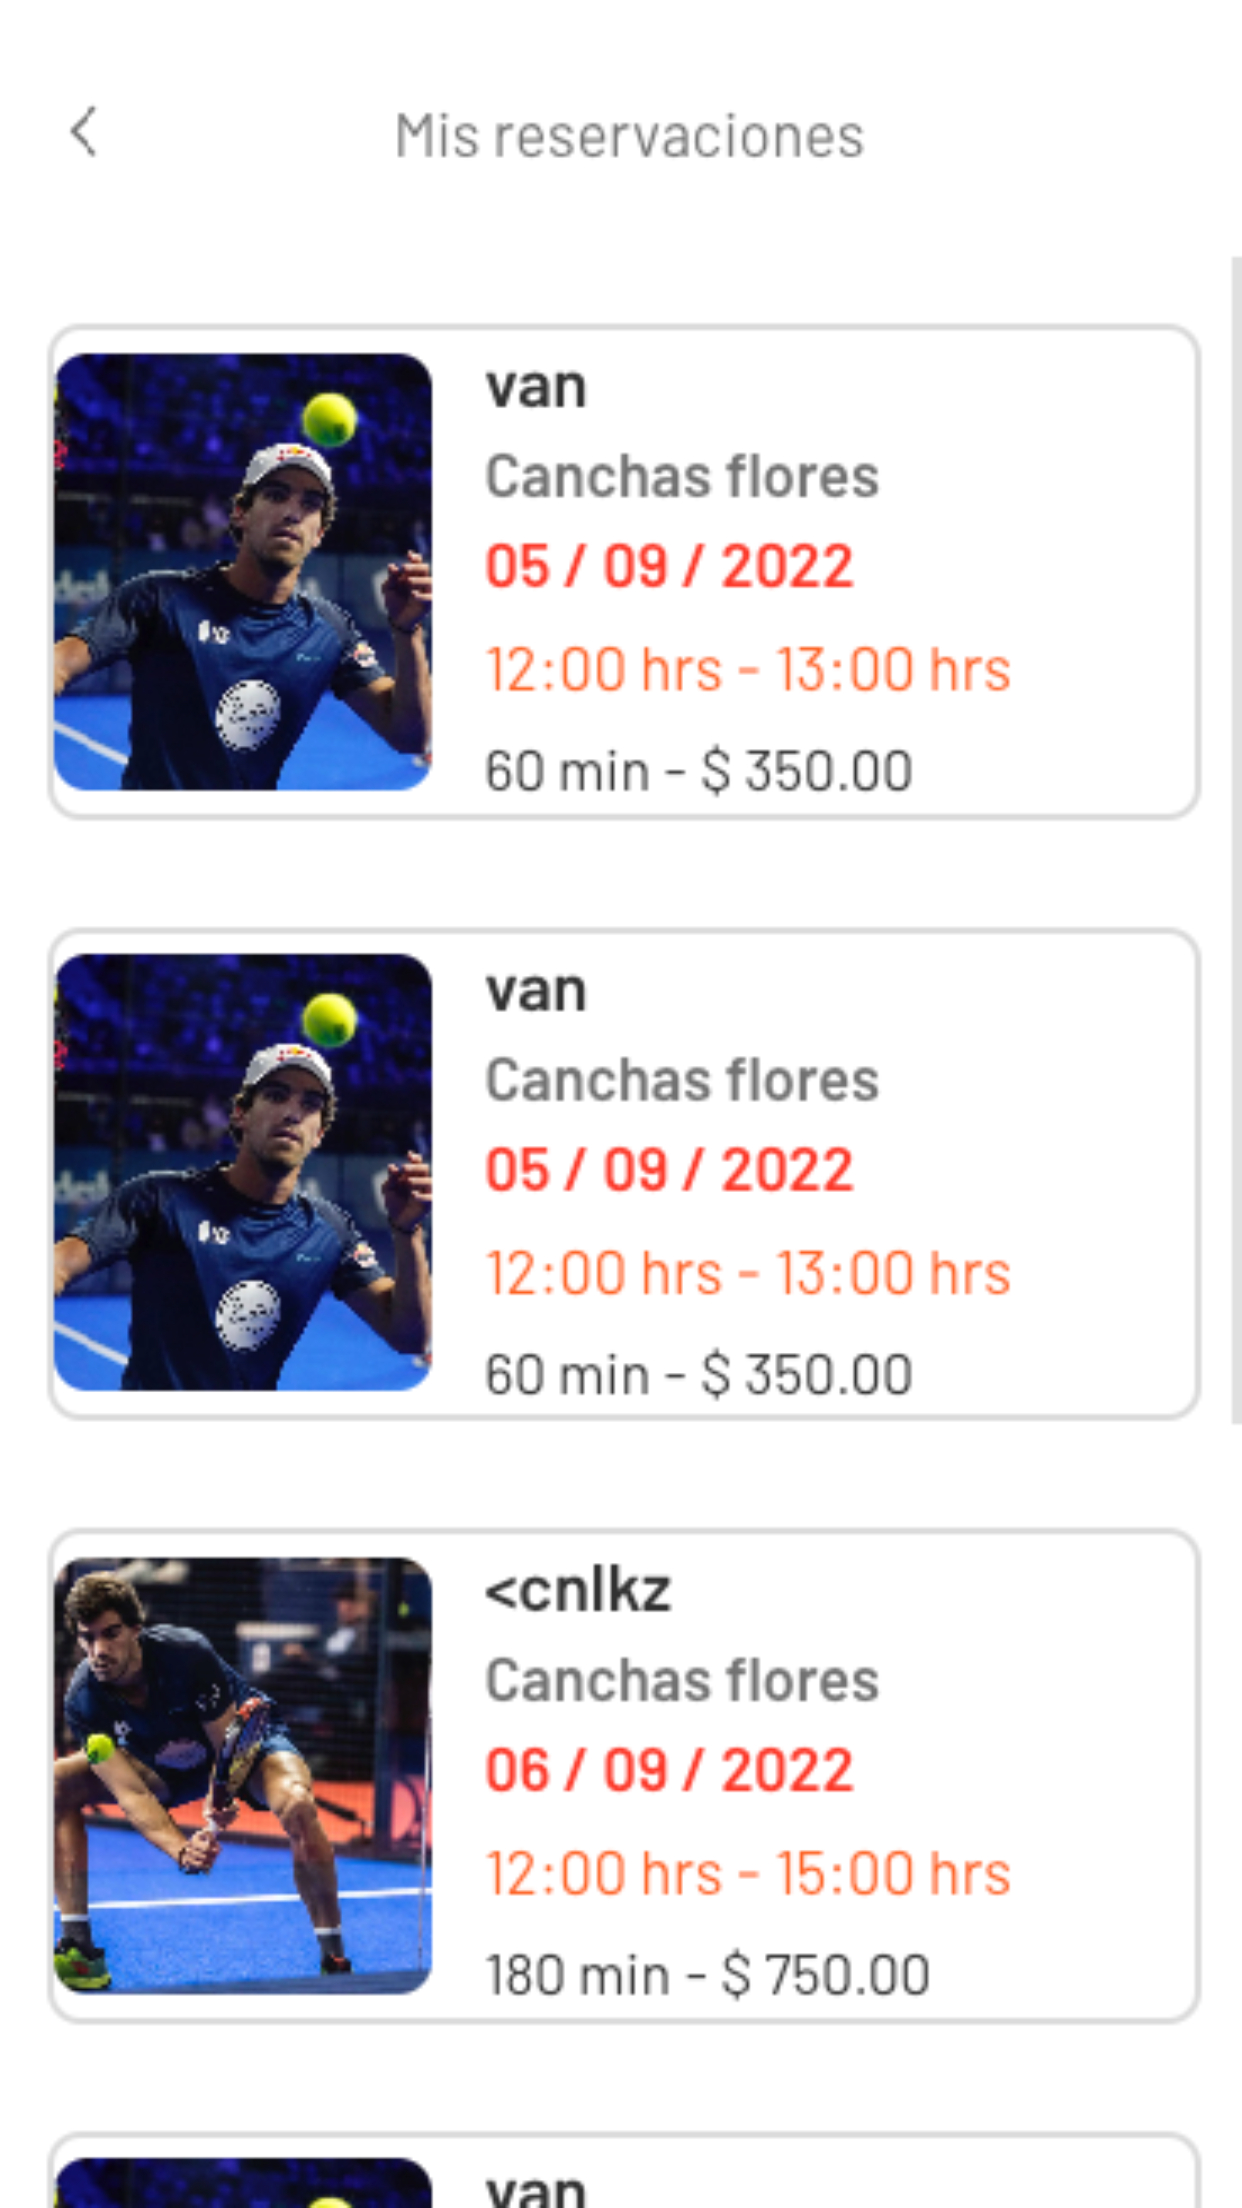 Mis reservaciones
van
Canchas flores
05 / 09 / 2022
12:00 hrs - 13:00 hrs
60 min - $ 350.00
van
Canchas flores
05 / 09 / 2022
12:00 hrs - 13:00 hrs
60 min - $ 350.00
<cnlkz
Canchas flores
06 / 09 / 2022
12:00 hrs - 15:00 hrs
180 min - $ 750.00
van